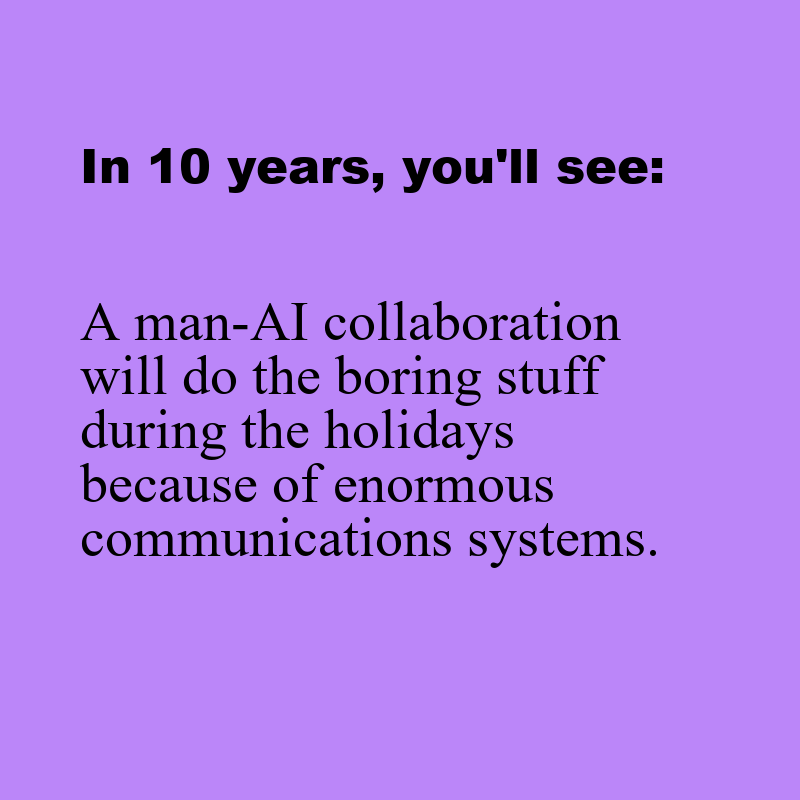 In 10 years, you'll see:
A man-AI collaboration
will do the boring stuff
during the holidays
because of enormous
communications systems.